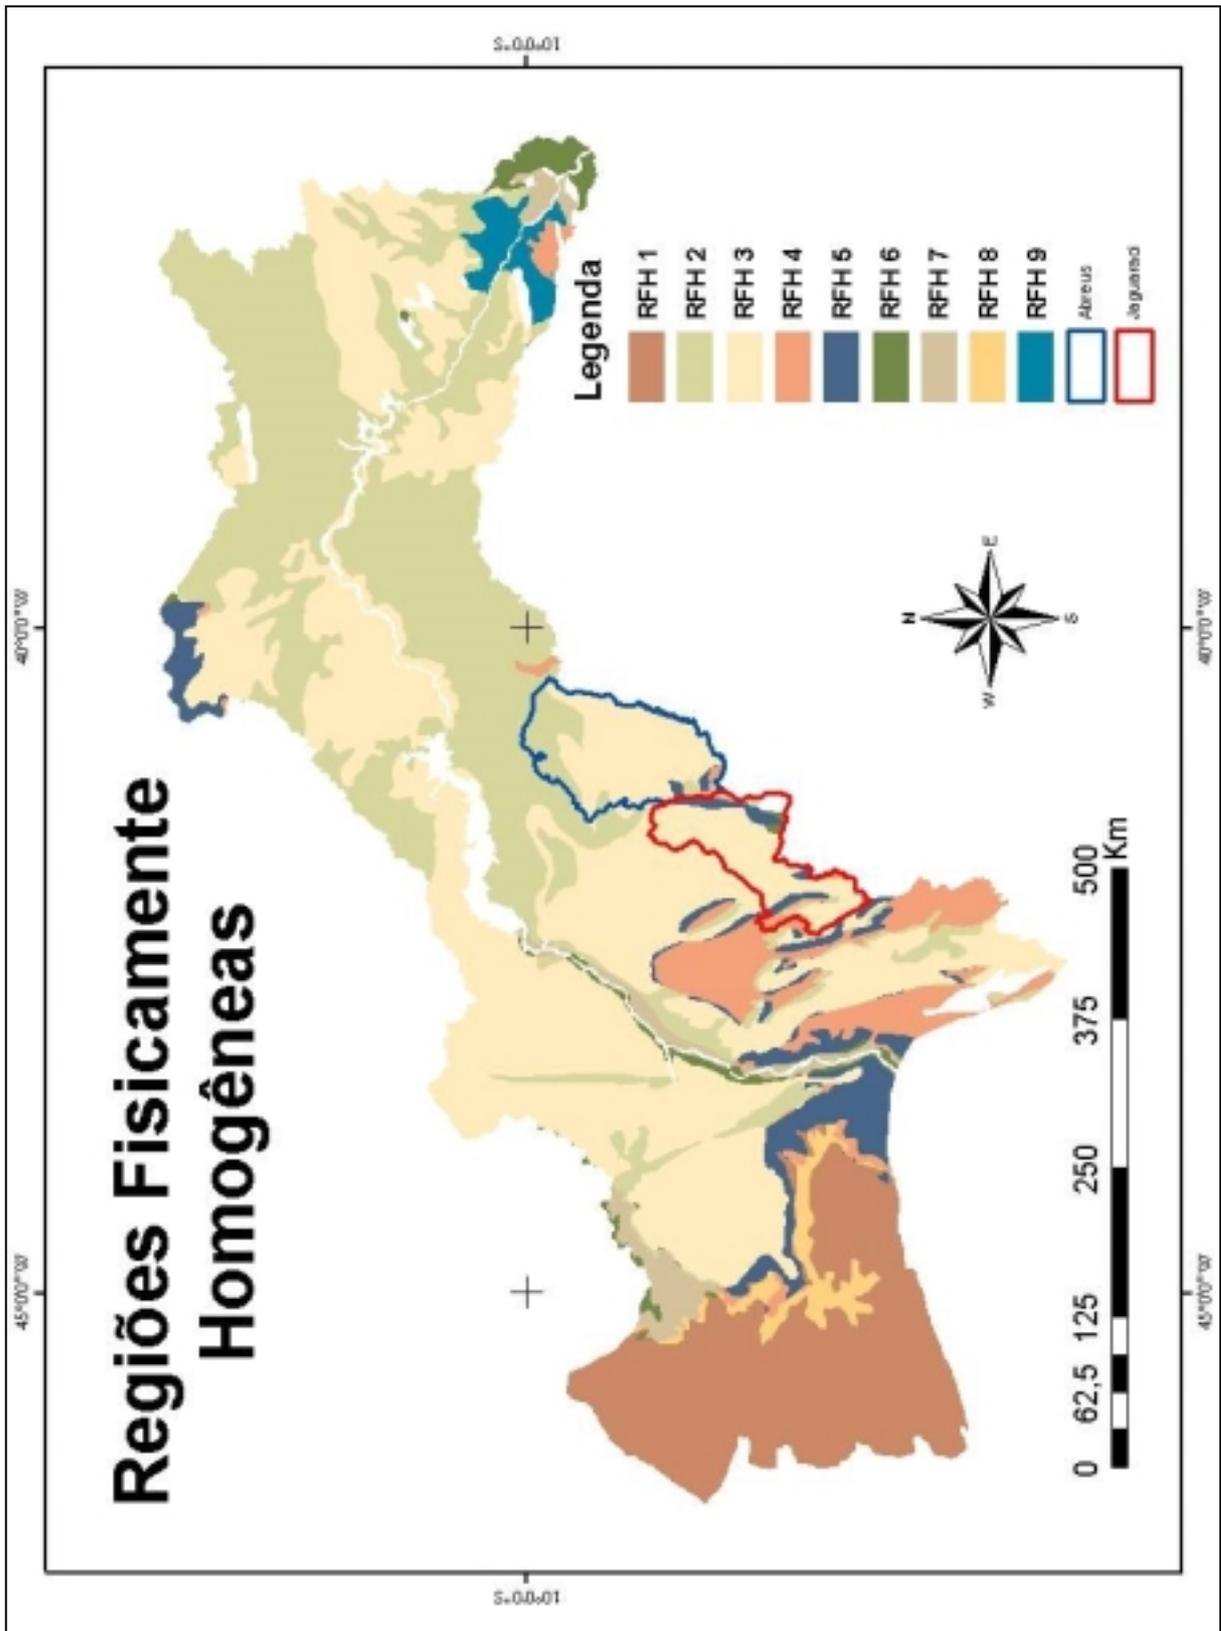 Regiões Fisicamente
Homogêneas
45°0'0"W
40°0'0"W
10°0'0"S
10°0'0"S
45°0'0"W
40°0'0"W
N
W
E
S
Legenda
RFH 1
RFH 2
RFH 3
RFH 4
RFH 5
RFH 6
RFH 7
RFH 8
RFH 9
Abreus
Jaguaraci
0 62,5 125 250 375 500
Km